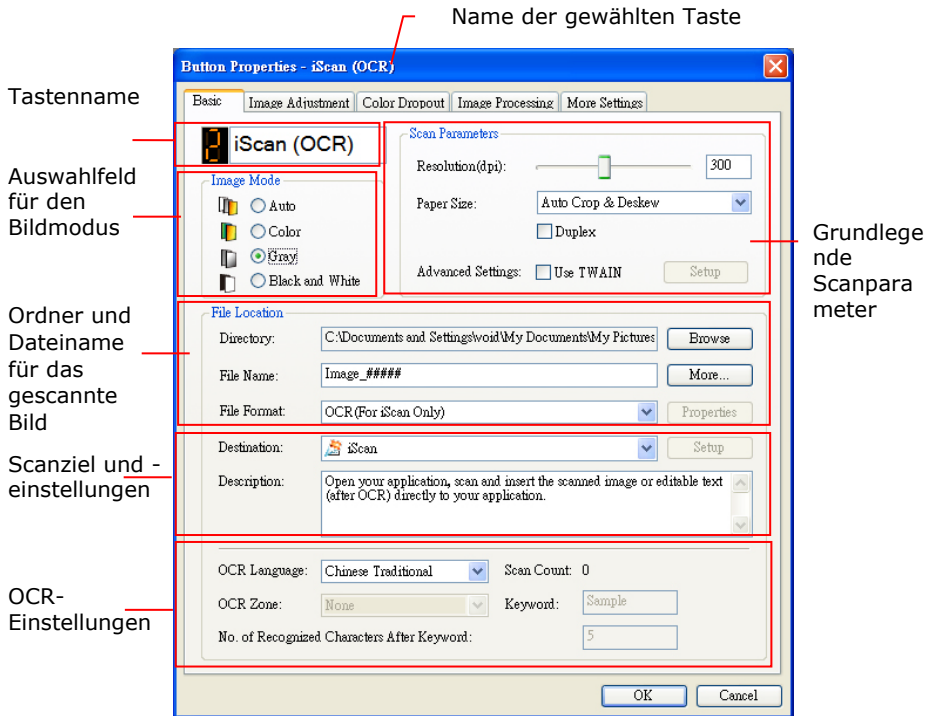 Name der gewählten Taste
Button Properties - iScan (OCR)
Tastenname
Basic Image Adjustment Color Dropout Image Processing More Settings
2 iScan (OCR)
Scan Parameters
Resolution(dpi): 300
Paper Size: Auto Crop & Deskew
Duplex
Advanced Settings: Use TWAIN Setup
Auswahlfeld
für den
Bildmodus
Image Mode
Auto
Color
Gray
Black and White
Grundlege
nde
Scanpara
meter
Ordner und
Dateiname
für das
gescannte
Bild
File Location
Directory: C:\Documents and Settings\void\My Documents\My Pictures Browse
File Name: Image_##### More...
File Format: OCR(For iScan Only) Properties
Scanziel und -
einstellungen
Destination: iScan Setup
Description: Open your application, scan and insert the scanned image or editable text
(after OCR) directly to your application.
OCR-
Einstellungen
OCR Language: Chinese Traditional Scan Count: 0
OCR Zone: None Keyword: Sample
No. of Recognized Characters After Keyword: 5
OK Cancel